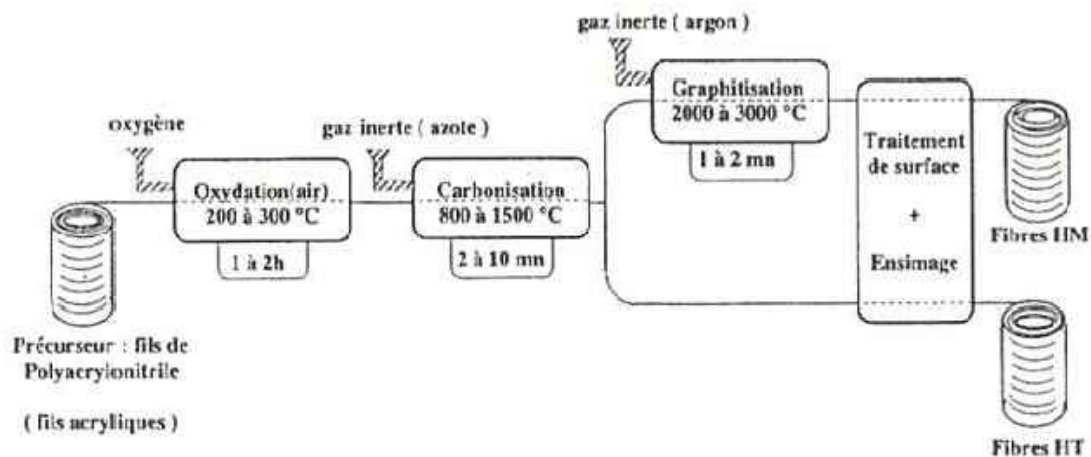 gaz inerte ( argon )
Graphitisation
2000 à 3000 °C
1 à 2 mn
oxygène
gaz inerte ( azote )
Oxydation(air)
200 à 300 °C
1 à 2h
Carbonisation
800 à 1500 °C
2 à 10 mn
Traitement
de surface
+
Ensimage
Fibres HM
Précurseur : fils de
Polyacrylonitrile
( fils acrylliques )
Fibres HT